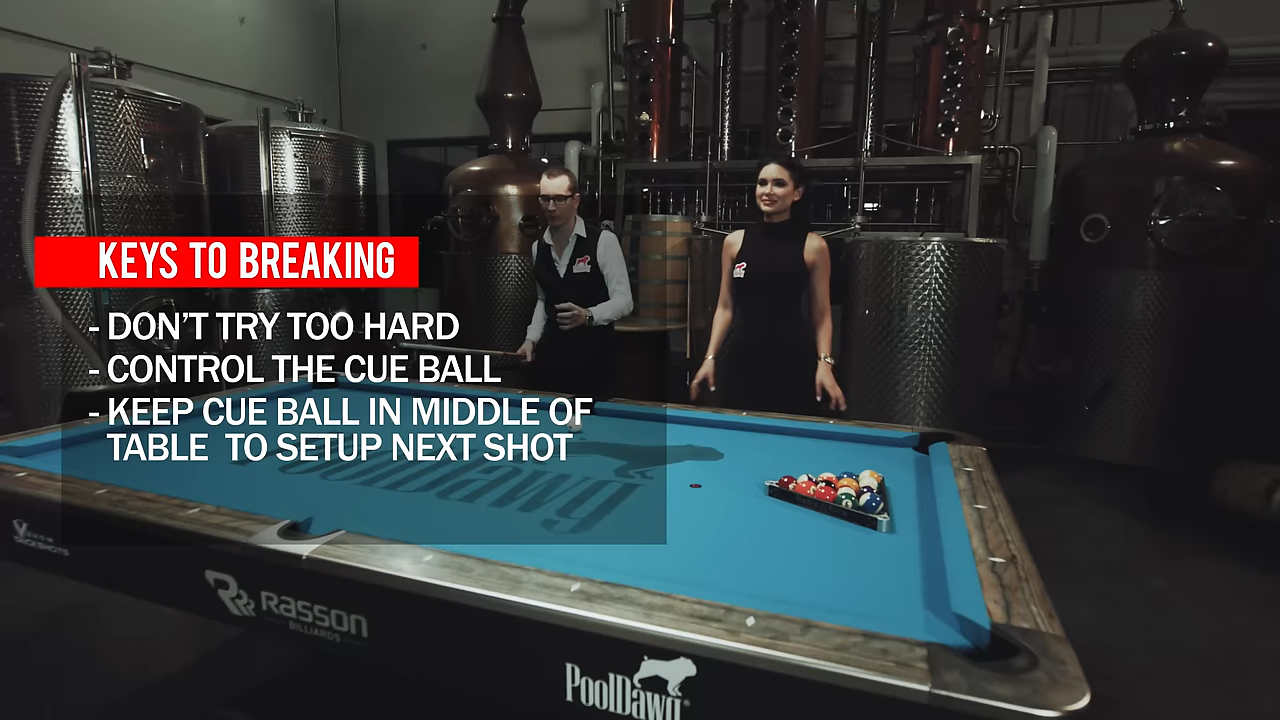 KEYS TO BREAKING
- DON'T TRY TOO HARD
- CONTROL THE CUE BALL
- KEEP CUE BALL IN MIDDLE OF
TABLE TO SETUP NEXT SHOT
PoolDawg
RASSON
BILLIARDS
PoolDawg